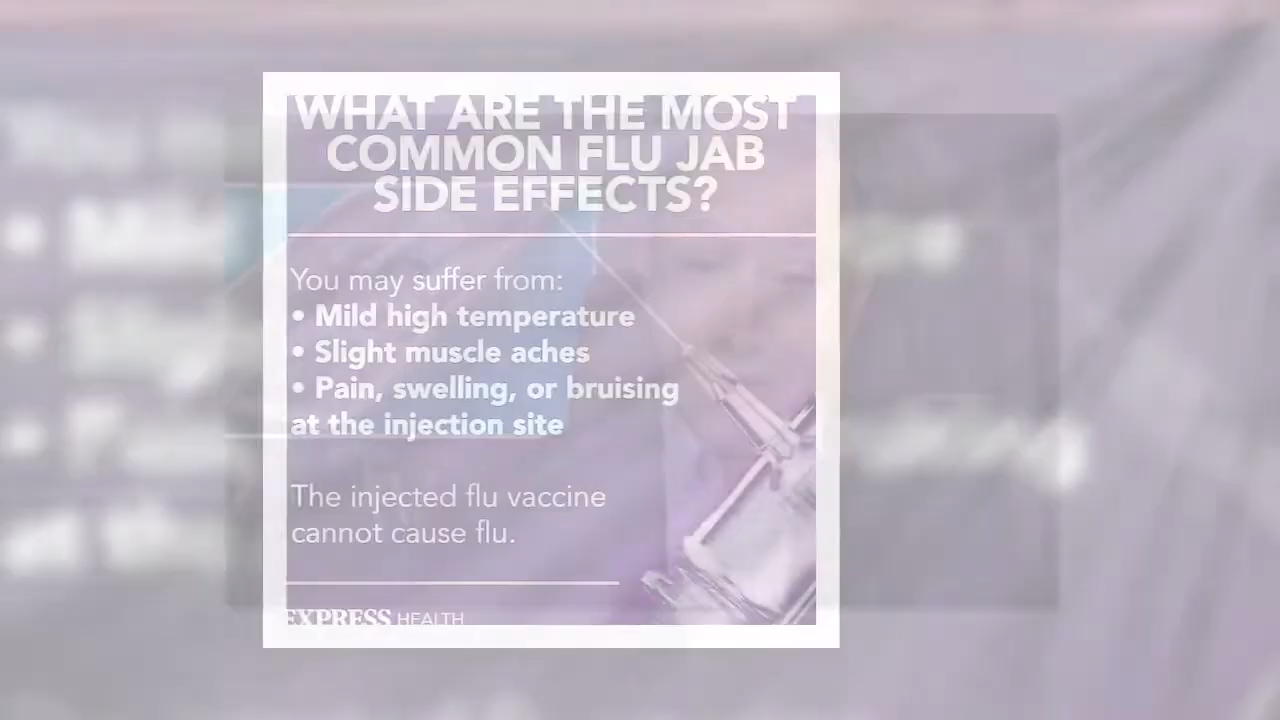 WHAT ARE THE MOST
COMMON FLU JAB
SIDE EFFECTS?
You may suffer from:
• Mild high temperature
• Slight muscle aches
• Pain, swelling, or bruising
at the injection site
The injected flu vaccine
cannot cause flu.
EXPRESS HEALTH